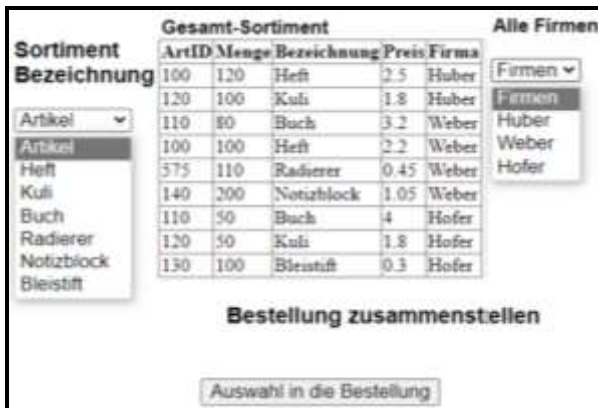 Gesamt-Sortiment
Alle Firmen
Sortiment
Bezeichnung
ArtID Menge Bezeichnung Preis Firma
100 120 Heft 2.5 Huber
120 100 Kuli 1.8 Huber
110 80 Buch 3.2 Weber
100 100 Heft 2.2 Weber
575 110 Radierer 0.45 Weber
140 200 Notizblock 1.05 Weber
110 50 Buch 4 Hofer
120 50 Kuli 1.8 Hofer
130 100 Bleistift 0.3 Hofer
Artikel
Artikel
Heft
Kuli
Buch
Radierer
Notizblock
Bleistift
Firmen
Firmen
Huber
Weber
Hofer
Bestellung zusammenstellen
Auswahl in die Bestellung